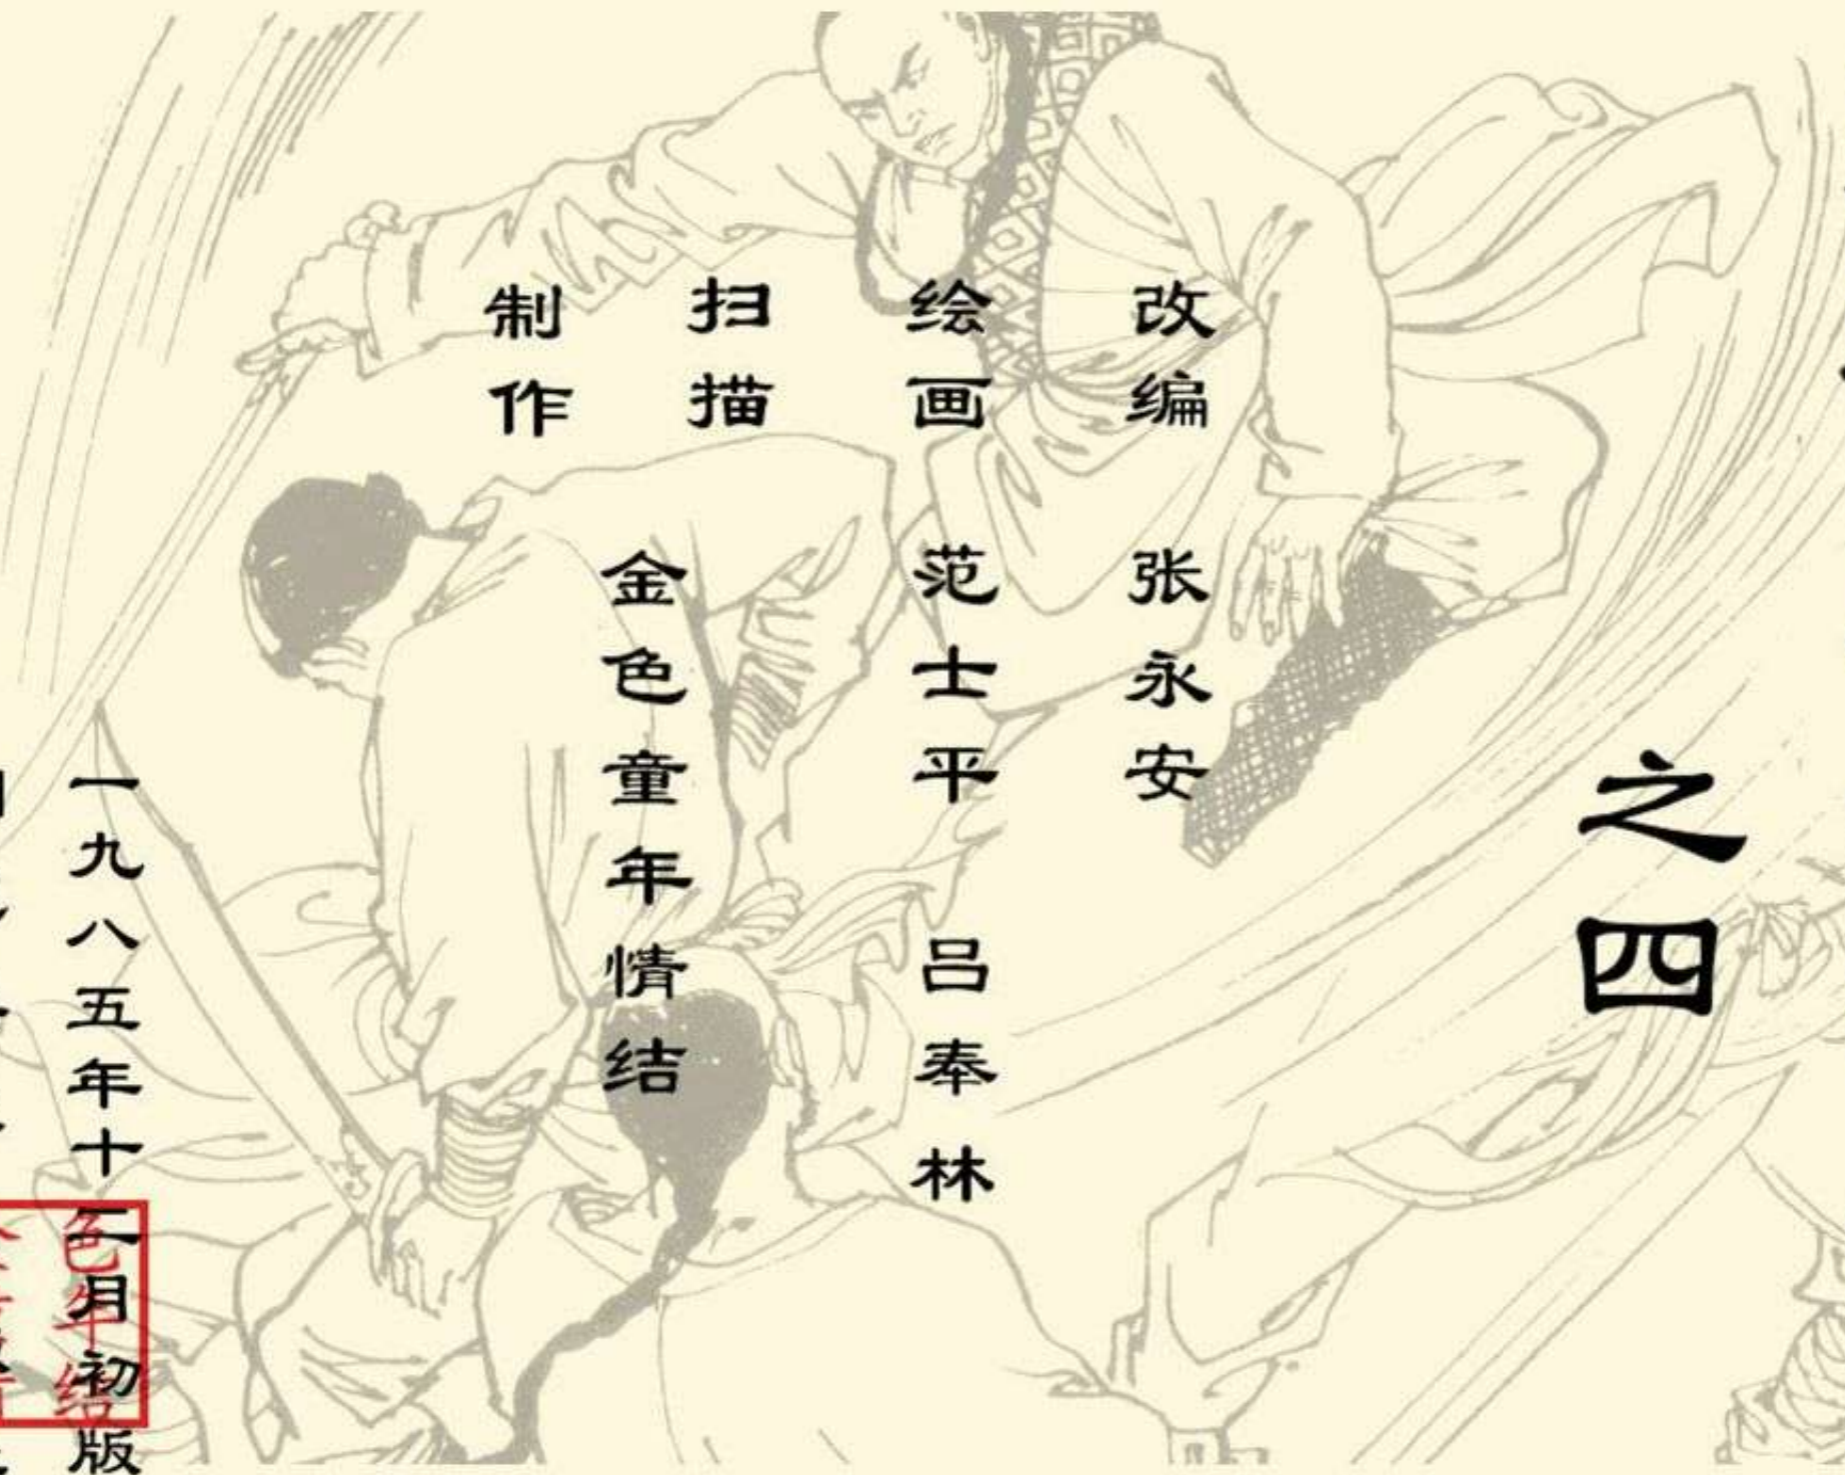 之四
改编 张永安
绘画 范士平 吕奉林
扫描
制作
金色童年情结
一九八五年十二月初版